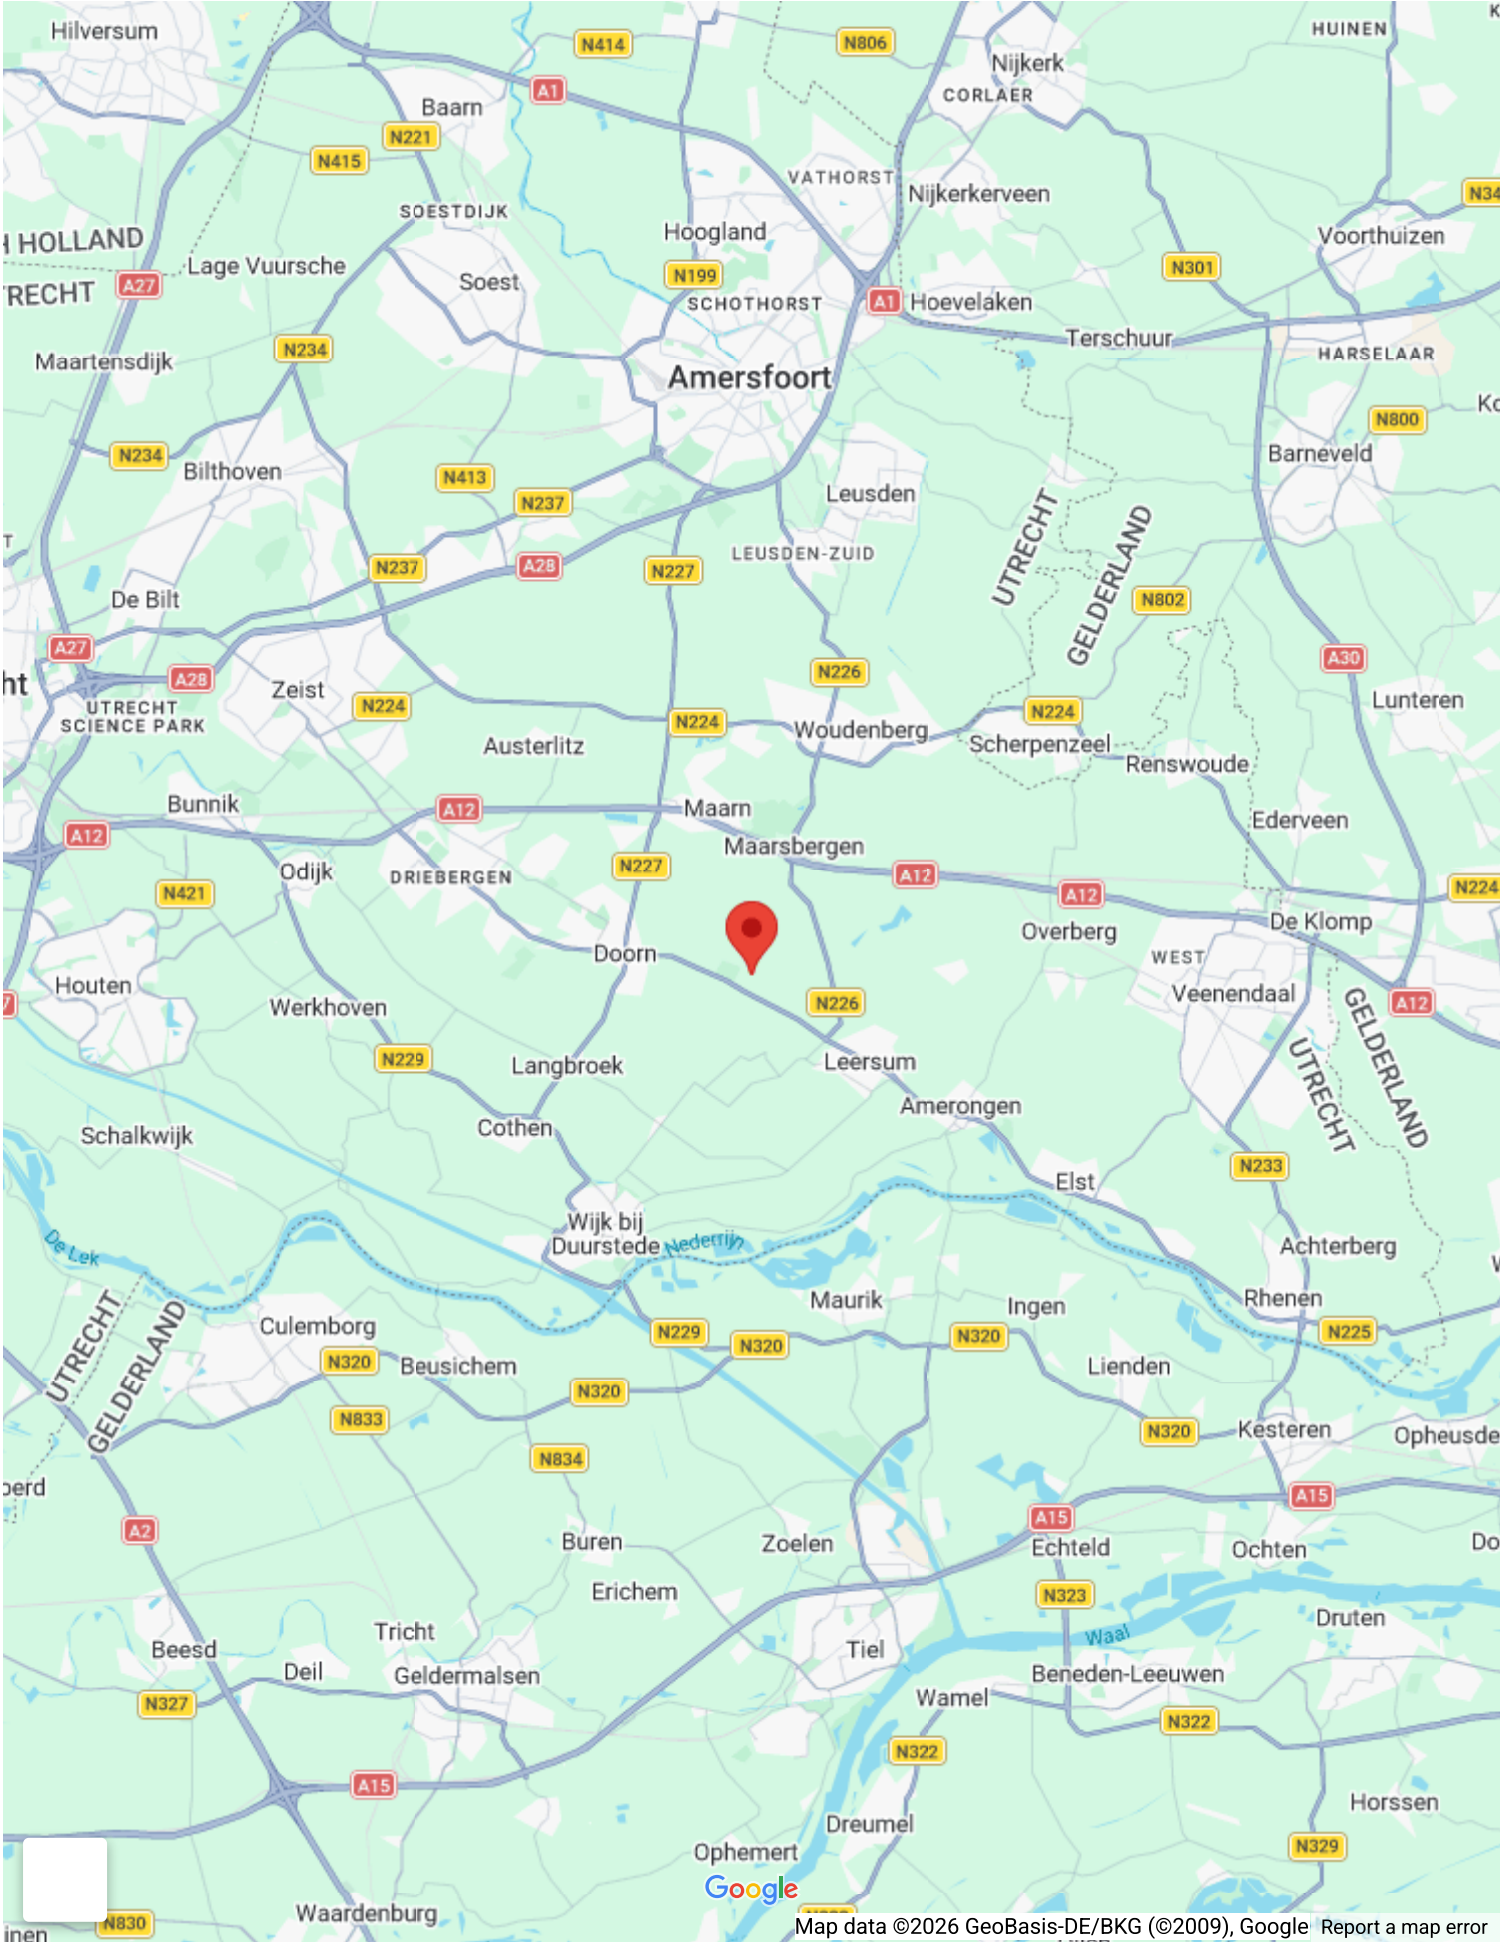 Hilversum
N414
N806
HUINEN
Nijkerk
CORLAER
A1
Baarn
N221
N415
VATHORST
Nijkerkerveen
N34
SOESTDIJK
Hoogland
Voorthuizen
H HOLLAND
Lage Vuursche
N301
TRECHT
A27
Soest
N199
SCHOTHORST
A1
Hoevelaken
Terschuur
N234
Maartensdijk
HARSELAAR
Amersfoort
Ko
N800
N234
Bilthoven
Barneveld
N413
N237
Leusden
LEUSDEN-ZUID
UTRECHT
GELDERLAND
N237
A28
N227
De Bilt
N802
A27
A30
A28
N226
ht
Zeist
N224
Lunteren
UTRECHT
SCIENCE PARK
N224
N224
Woudenberg
Austerlitz
Scherpenzeel
Renswoude
Bunnik
A12
Maarn
Ederveen
A12
Maarsbergen
Odijk
DRIEBERGEN
N227
A12
A12
N224
N421
De Klomp
Overberg
Doorn
WEST
Houten
Veenendaal
7
Werkhoven
N226
A12
GELDERLAND
UTRECHT
N229
Langbroek
Leersum
Amerongen
Cothen
Schalkwijk
N233
Elst
Wijk bij
Duurstede
Nederrijn
De Lek
Achterberg
Rhenen
Maurik
Ingen
UTRECHT
GELDERLAND
Culemborg
N229
N320
N320
N225
N320
Beusichem
Lienden
N320
N833
N320
Kesteren
Opheusde
N834
oerd
A15
A15
A2
Buren
Zoelen
Echteld
Ochten
Do
Erichem
N323
Druten
Tricht
Waal
Beesd
Tiel
Deil
Geldermalsen
Beneden-Leeuwen
Wamel
N327
N322
N322
A15
Horssen
Dreumel
Ophemert
N329
Google
Waardenburg
N830
inen
Map data ©2026 GeoBasis-DE/BKG (©2009), Google
Report a map error